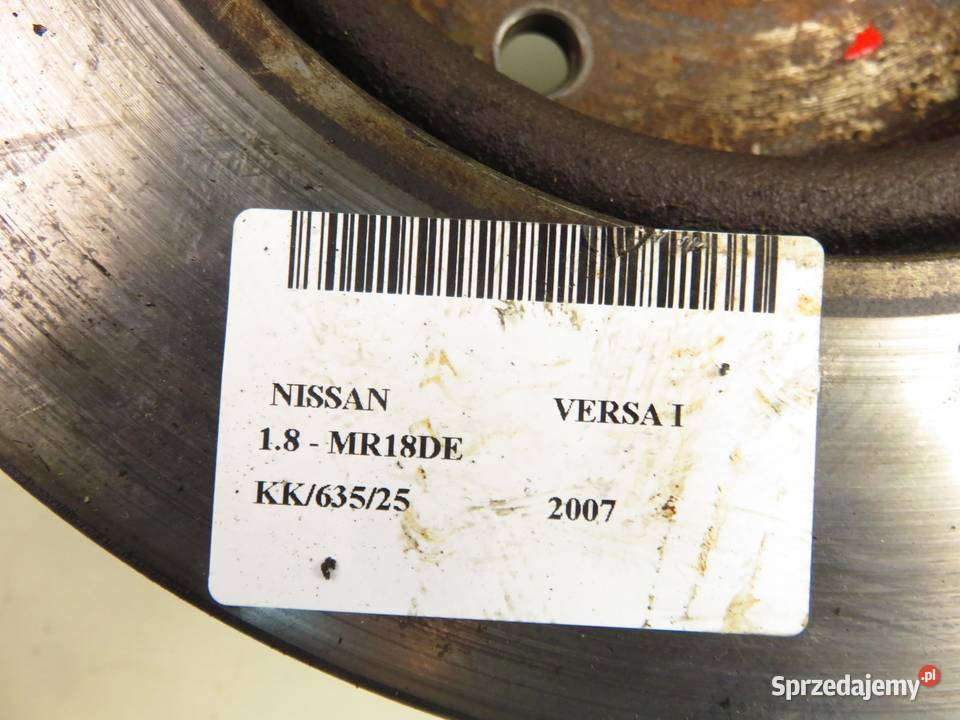 NISSAN VERSA I
1.8 - MR18DE
KK/635/25 2007
Sprzedajemy.pl